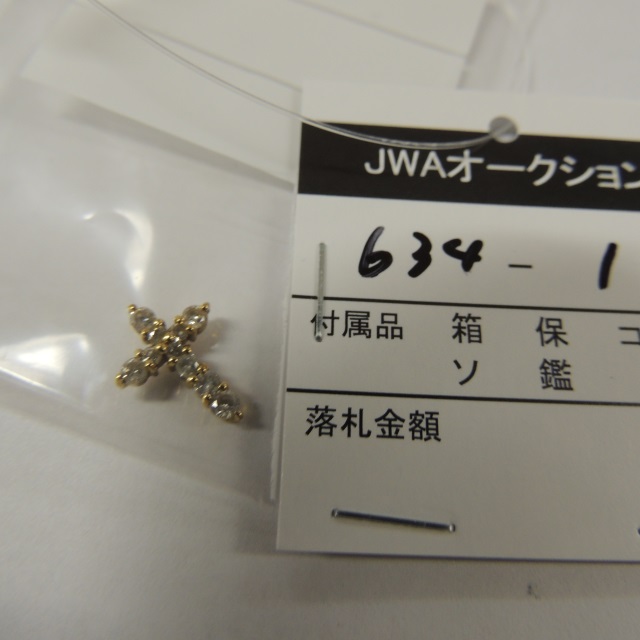 JWAオークション
634-1
付属品 箱 保 コ
ソ 鑑
落札金額